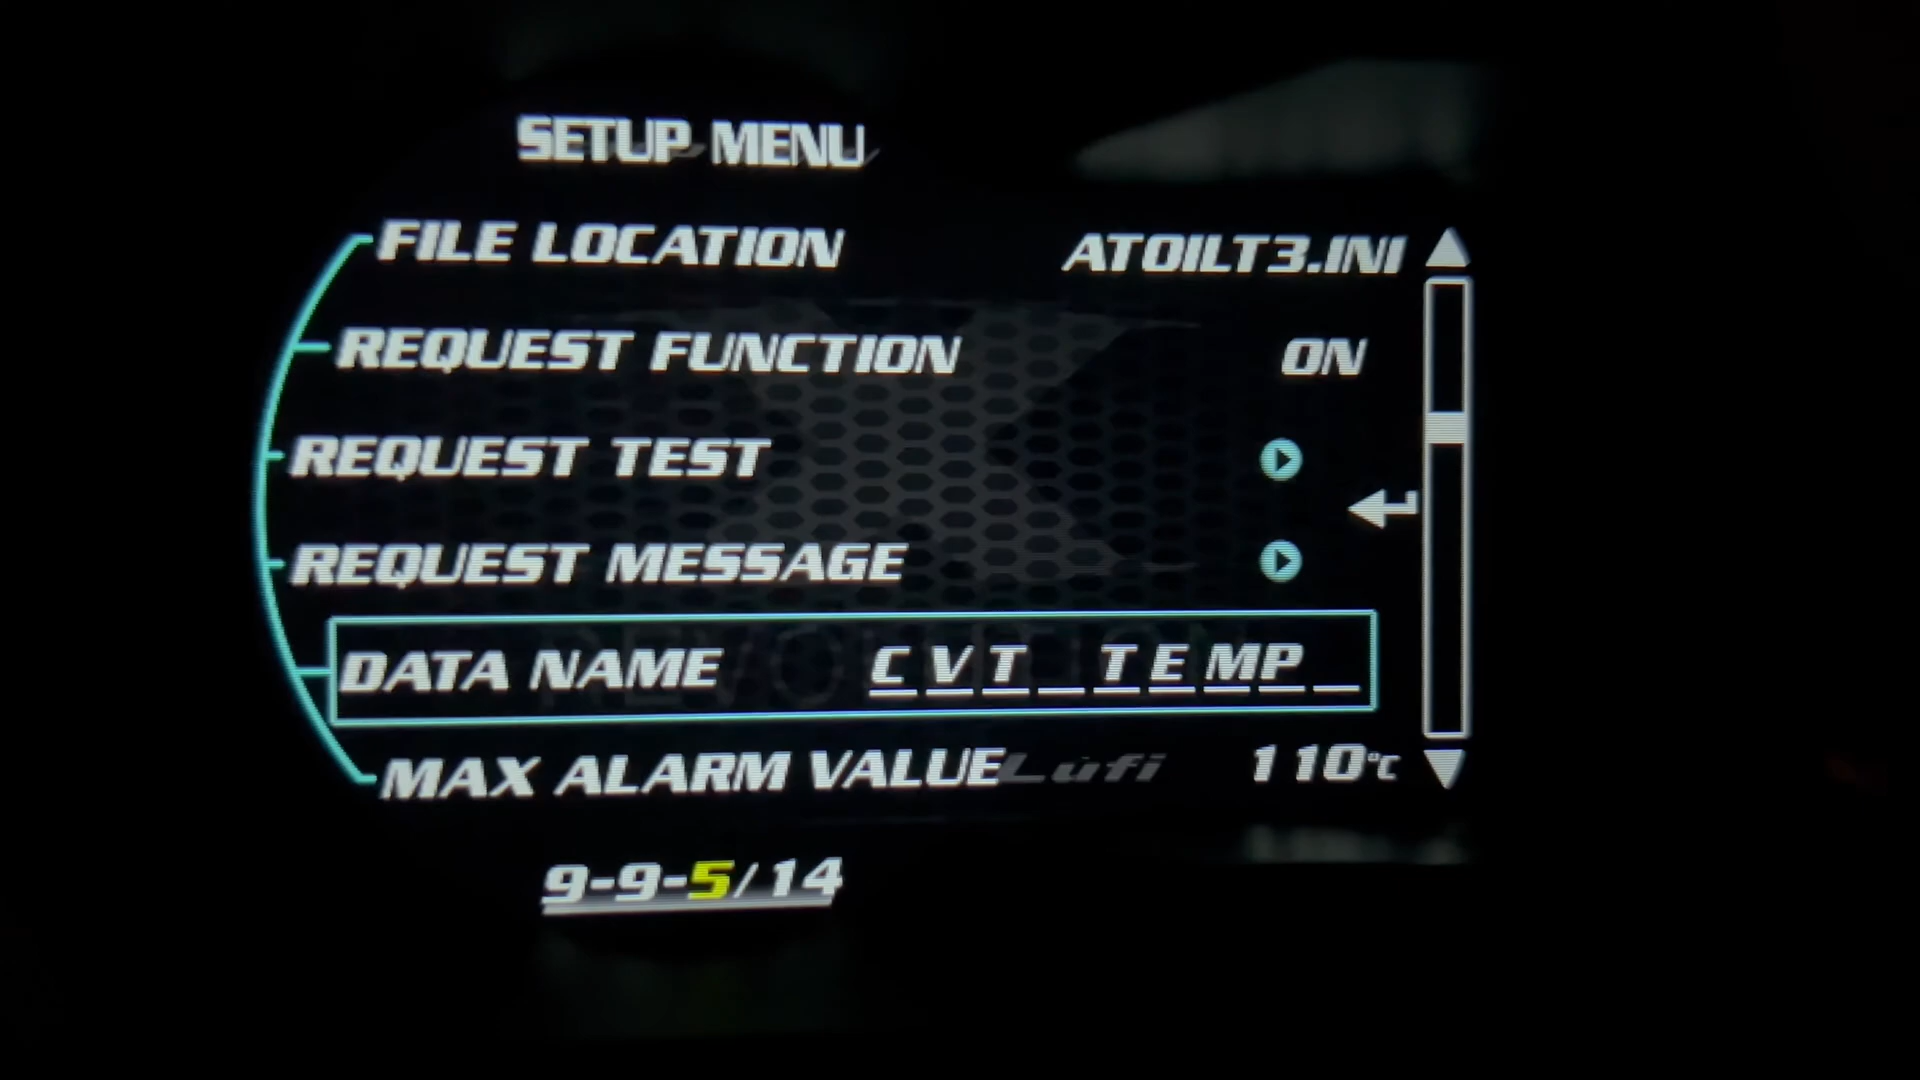 SETUP MENU
FILE LOCATION ATOILT3.INI
REQUEST FUNCTION ON
REQUEST TEST
REQUEST MESSAGE
DATA NAME CVT_TEMP_
MAX ALARM VALUE 110°C
Lufi
9-9-5/14